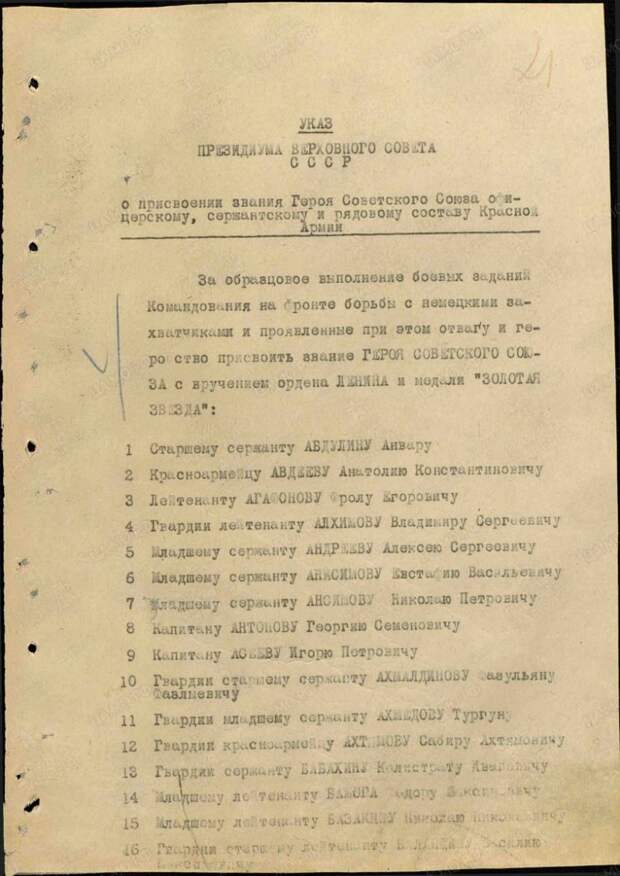 21
УКАЗ
ПРЕЗИДИУМА ВЕРХОВНОГО СОВЕТА
С С С Р
о присвоении звания Героя Советского Союза офи-
церскому, сержантскому и рядовому составу Красной
Армии
За образцовое выполнение боевых заданий
Командования на фронте борьбы с немецкими за-
хватчиками и проявленные при этом отвагу и ге-
ройство присвоить звание ГЕРОЯ СОВЕТСКОГО СОЮ-
ЗА с вручением ордена ЛЕНИНА и медали "ЗОЛОТАЯ
ЗВЕЗДА":
1 Старшему сержанту АБДУЛИНУ Анвару
2 Красноармейцу АВДЕЕВУ Анатолию Константиновичу
3 Лейтенанту АГАФОНОВУ Фролу Егоровичу
4 Гвардии лейтенанту АЛХИМОВУ Владимиру Сергеевичу
5 Младшему сержанту АНДРЕЕВУ Алексею Сергеевичу
6 Младшему сержанту АНИСИМОВУ Евстафию Васильевичу
7 Младшему сержанту АНСИМОВУ Николаю Петровичу
8 Капитану АНТОНОВУ Георгию Семеновичу
9 Капитану АСЕЕВУ Игорю Петровичу
10 Гвардии старшему сержанту
11 Гвардии младшему сержанту АХМЕДОВУ Тургуну
12 Гвардии красноармейцу АХТЯМОВУ Сабиру Ахтямовичу
13 Гвардии сержанту БАБАХИНУ Калистрату Ивановичу
14 Младшему лейтенанту
15 Младшему лейтенанту Николаю
16 Гвардии старшему лейтенанту Василию